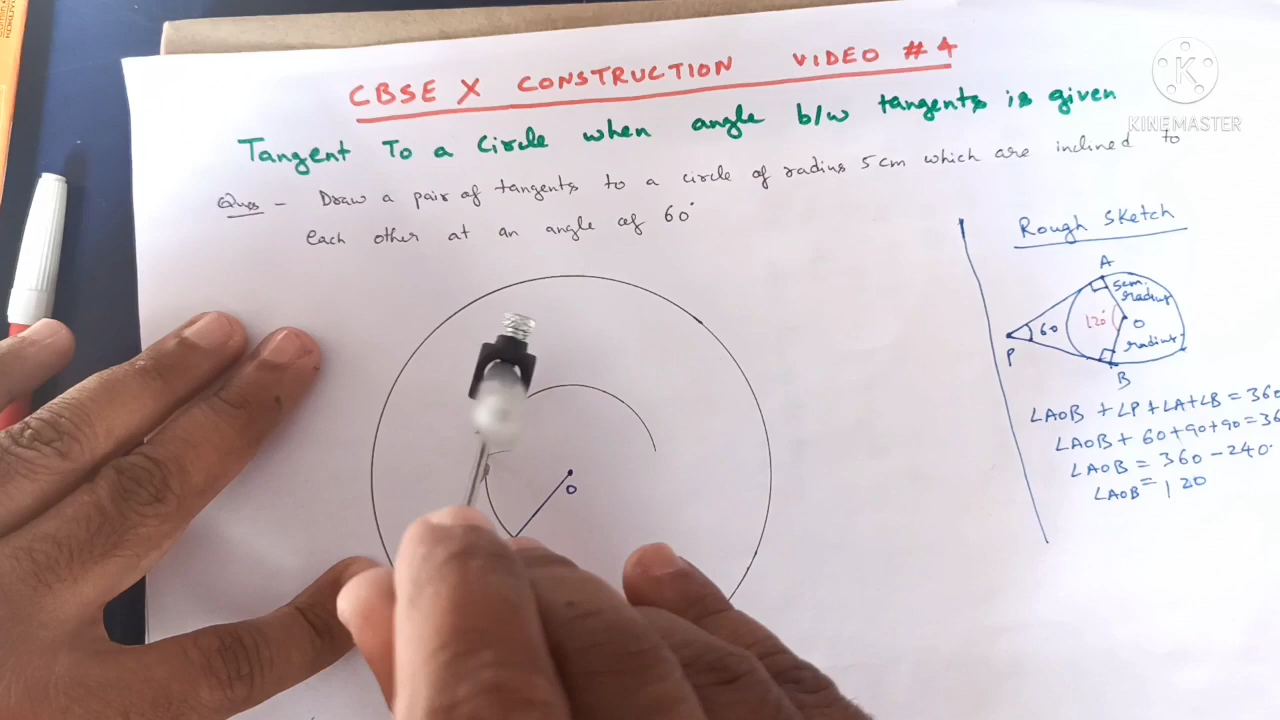 CBSE X CONSTRUCTION VIDEO #4
Tangent To a Circle when angle b/w tangents is given
Ques - Draw a pair of tangents to a circle of radius 5cm which are inclined to
each other at an angle of 60°
K
KINEMASTER
Rough Sketch
A
5cm
radius
60
120°
O
P
radius
B
∠AOB + ∠P + ∠A + ∠B = 360
∠AOB + 60 + 90 + 90 = 36
∠AOB = 360 - 240
∠AOB = 120
O